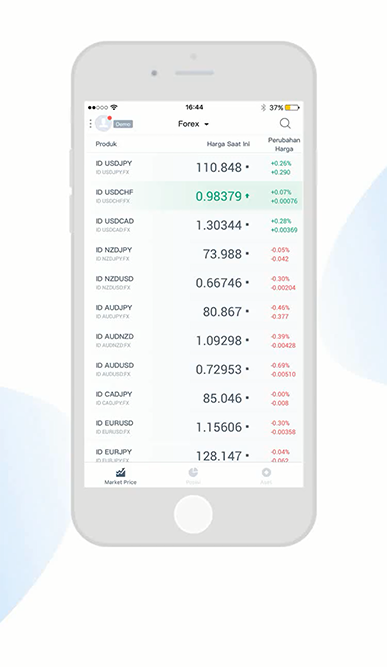 16:44
37%
Demo
Forex
Produk Harga Saat Ini Perubahan Harga
ID USDJPY 110.848 +0.26%
ID USDJPY.FX +0.290
ID USDCHF 0.98379 +0.07%
ID USDCHF.FX +0.00076
ID USDCAD 1.30344 +0.28%
ID USDCAD.FX +0.00369
ID NZDJPY 73.988 -0.05%
ID NZDJPY.FX -0.042
ID NZDUSD 0.66746 -0.30%
ID NZDUSD.FX -0.00204
ID AUDJPY 80.867 -0.46%
ID AUDJPY.FX -0.377
ID AUDNZD 1.09298 -0.39%
ID AUDNZD.FX -0.00428
ID AUDUSD 0.72953 -0.69%
ID AUDUSD.FX -0.00510
ID CADJPY 85.046 -0.00%
ID CADJPY.FX -0.008
ID EURUSD 1.15606 -0.30%
ID EURUSD.FX -0.00358
ID EURJPY 128.147 -0.04%
ID EURJPY.FX -0.062
Market Price